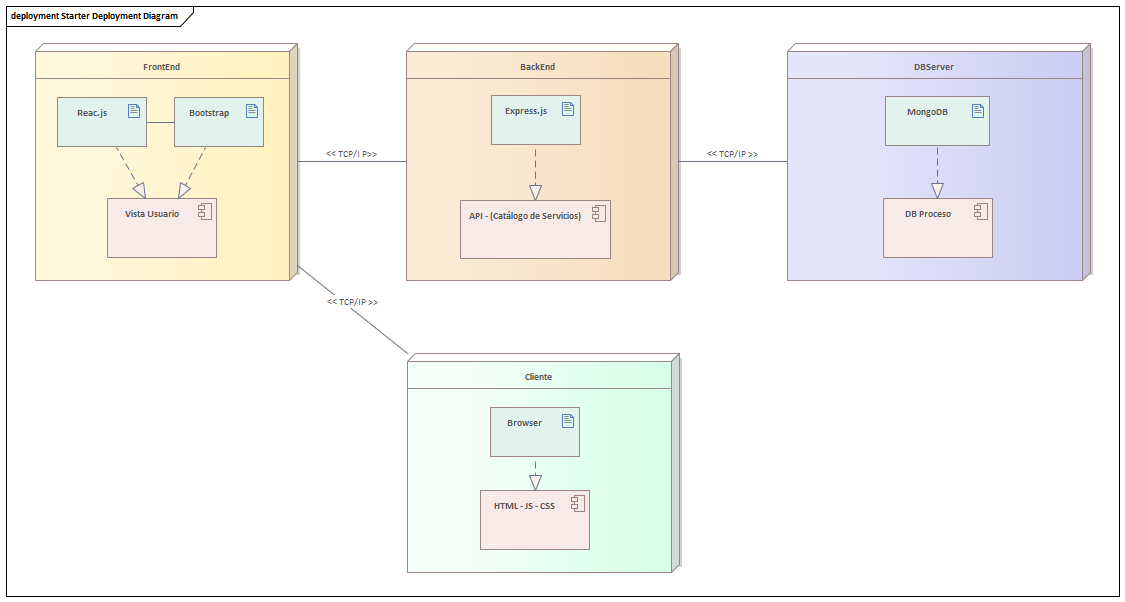 deployment Starter Deployment Diagram
FrontEnd
BackEnd
DBServer
Reac.js
Bootstrap
Express.js
MongoDB
<< TCP/I P>>
<< TCP/IP >>
Vista Usuario
API - (Catálogo de Servicios)
DB Proceso
<< TCP/IP >>
Cliente
Browser
HTML - JS - CSS